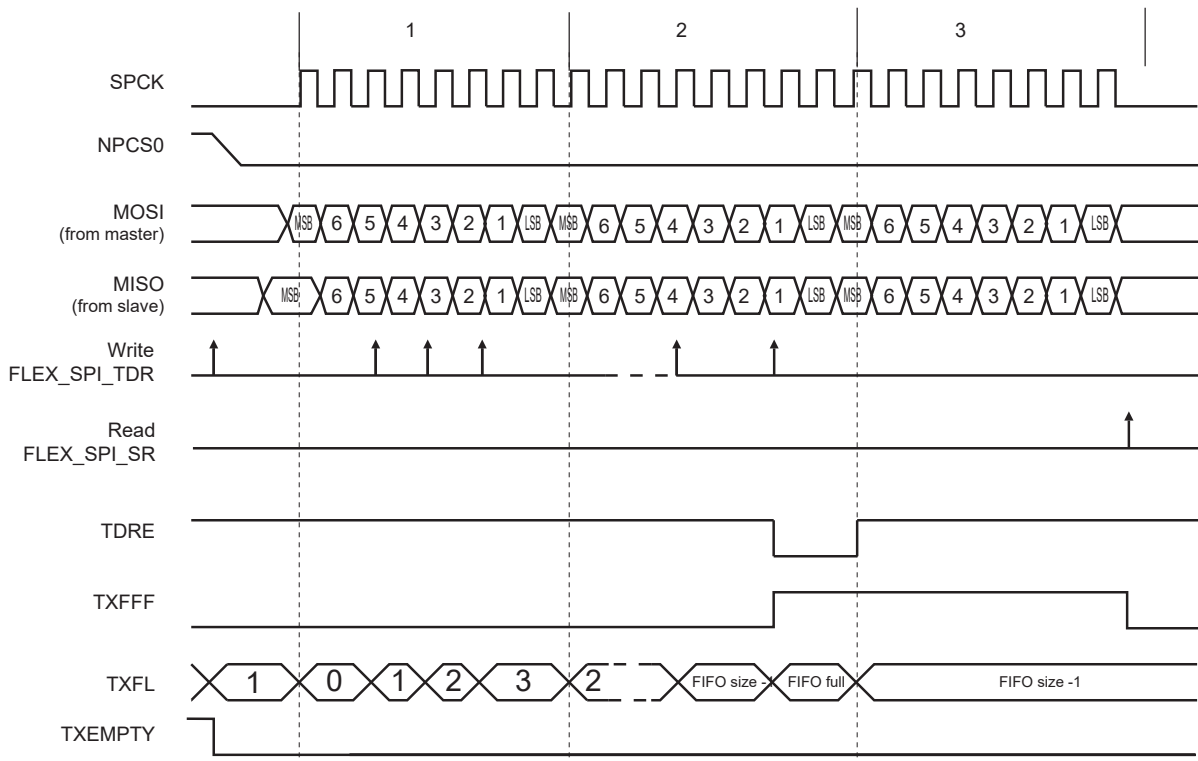 1 2 3
SPCK
NPCS0
MOSI
(from master)
MSB 6 5 4 3 2 1 LSB MSB 6 5 4 3 2 1 LSB MSB 6 5 4 3 2 1 LSB
MISO
(from slave)
MSB 6 5 4 3 2 1 LSB MSB 6 5 4 3 2 1 LSB MSB 6 5 4 3 2 1 LSB
Write
FLEX_SPI_TDR
Read
FLEX_SPI_SR
TDRE
TXFFF
TXFL 1 0 1 2 3 2 FIFO size -1 FIFO full FIFO size -1
TXEMPTY